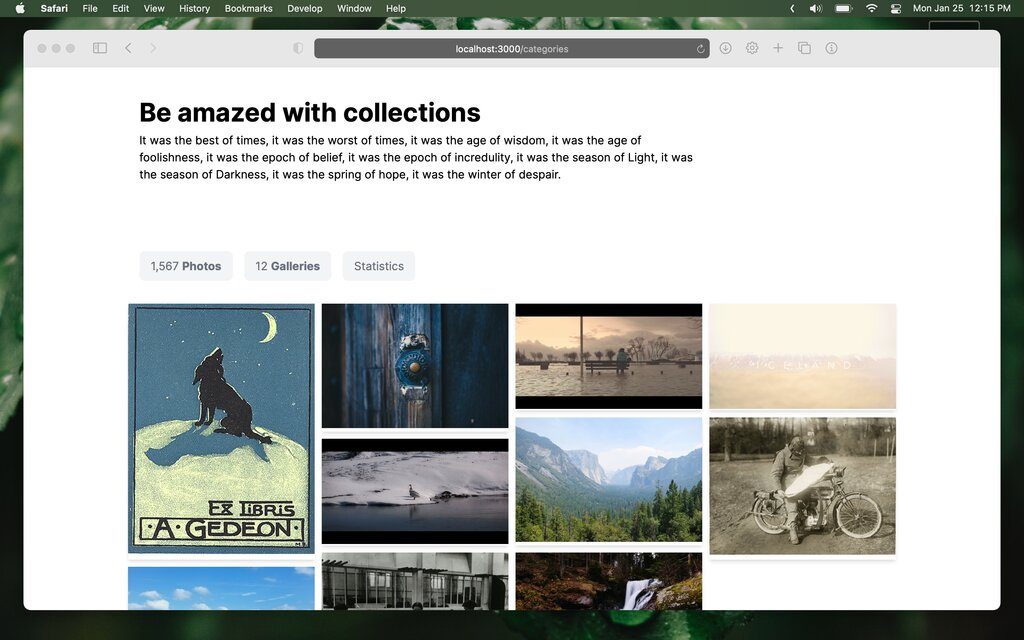 Safari File Edit View History Bookmarks Develop Window Help Mon Jan 25 12:15 PM
localhost:3000/categories
Be amazed with collections
It was the best of times, it was the worst of times, it was the age of wisdom, it was the age of
foolishness, it was the epoch of belief, it was the epoch of incredulity, it was the season of Light, it was
the season of Darkness, it was the spring of hope, it was the winter of despair.
1,567 Photos 12 Galleries Statistics
ICELAND
EX LIBRIS
·A·GEDEON·